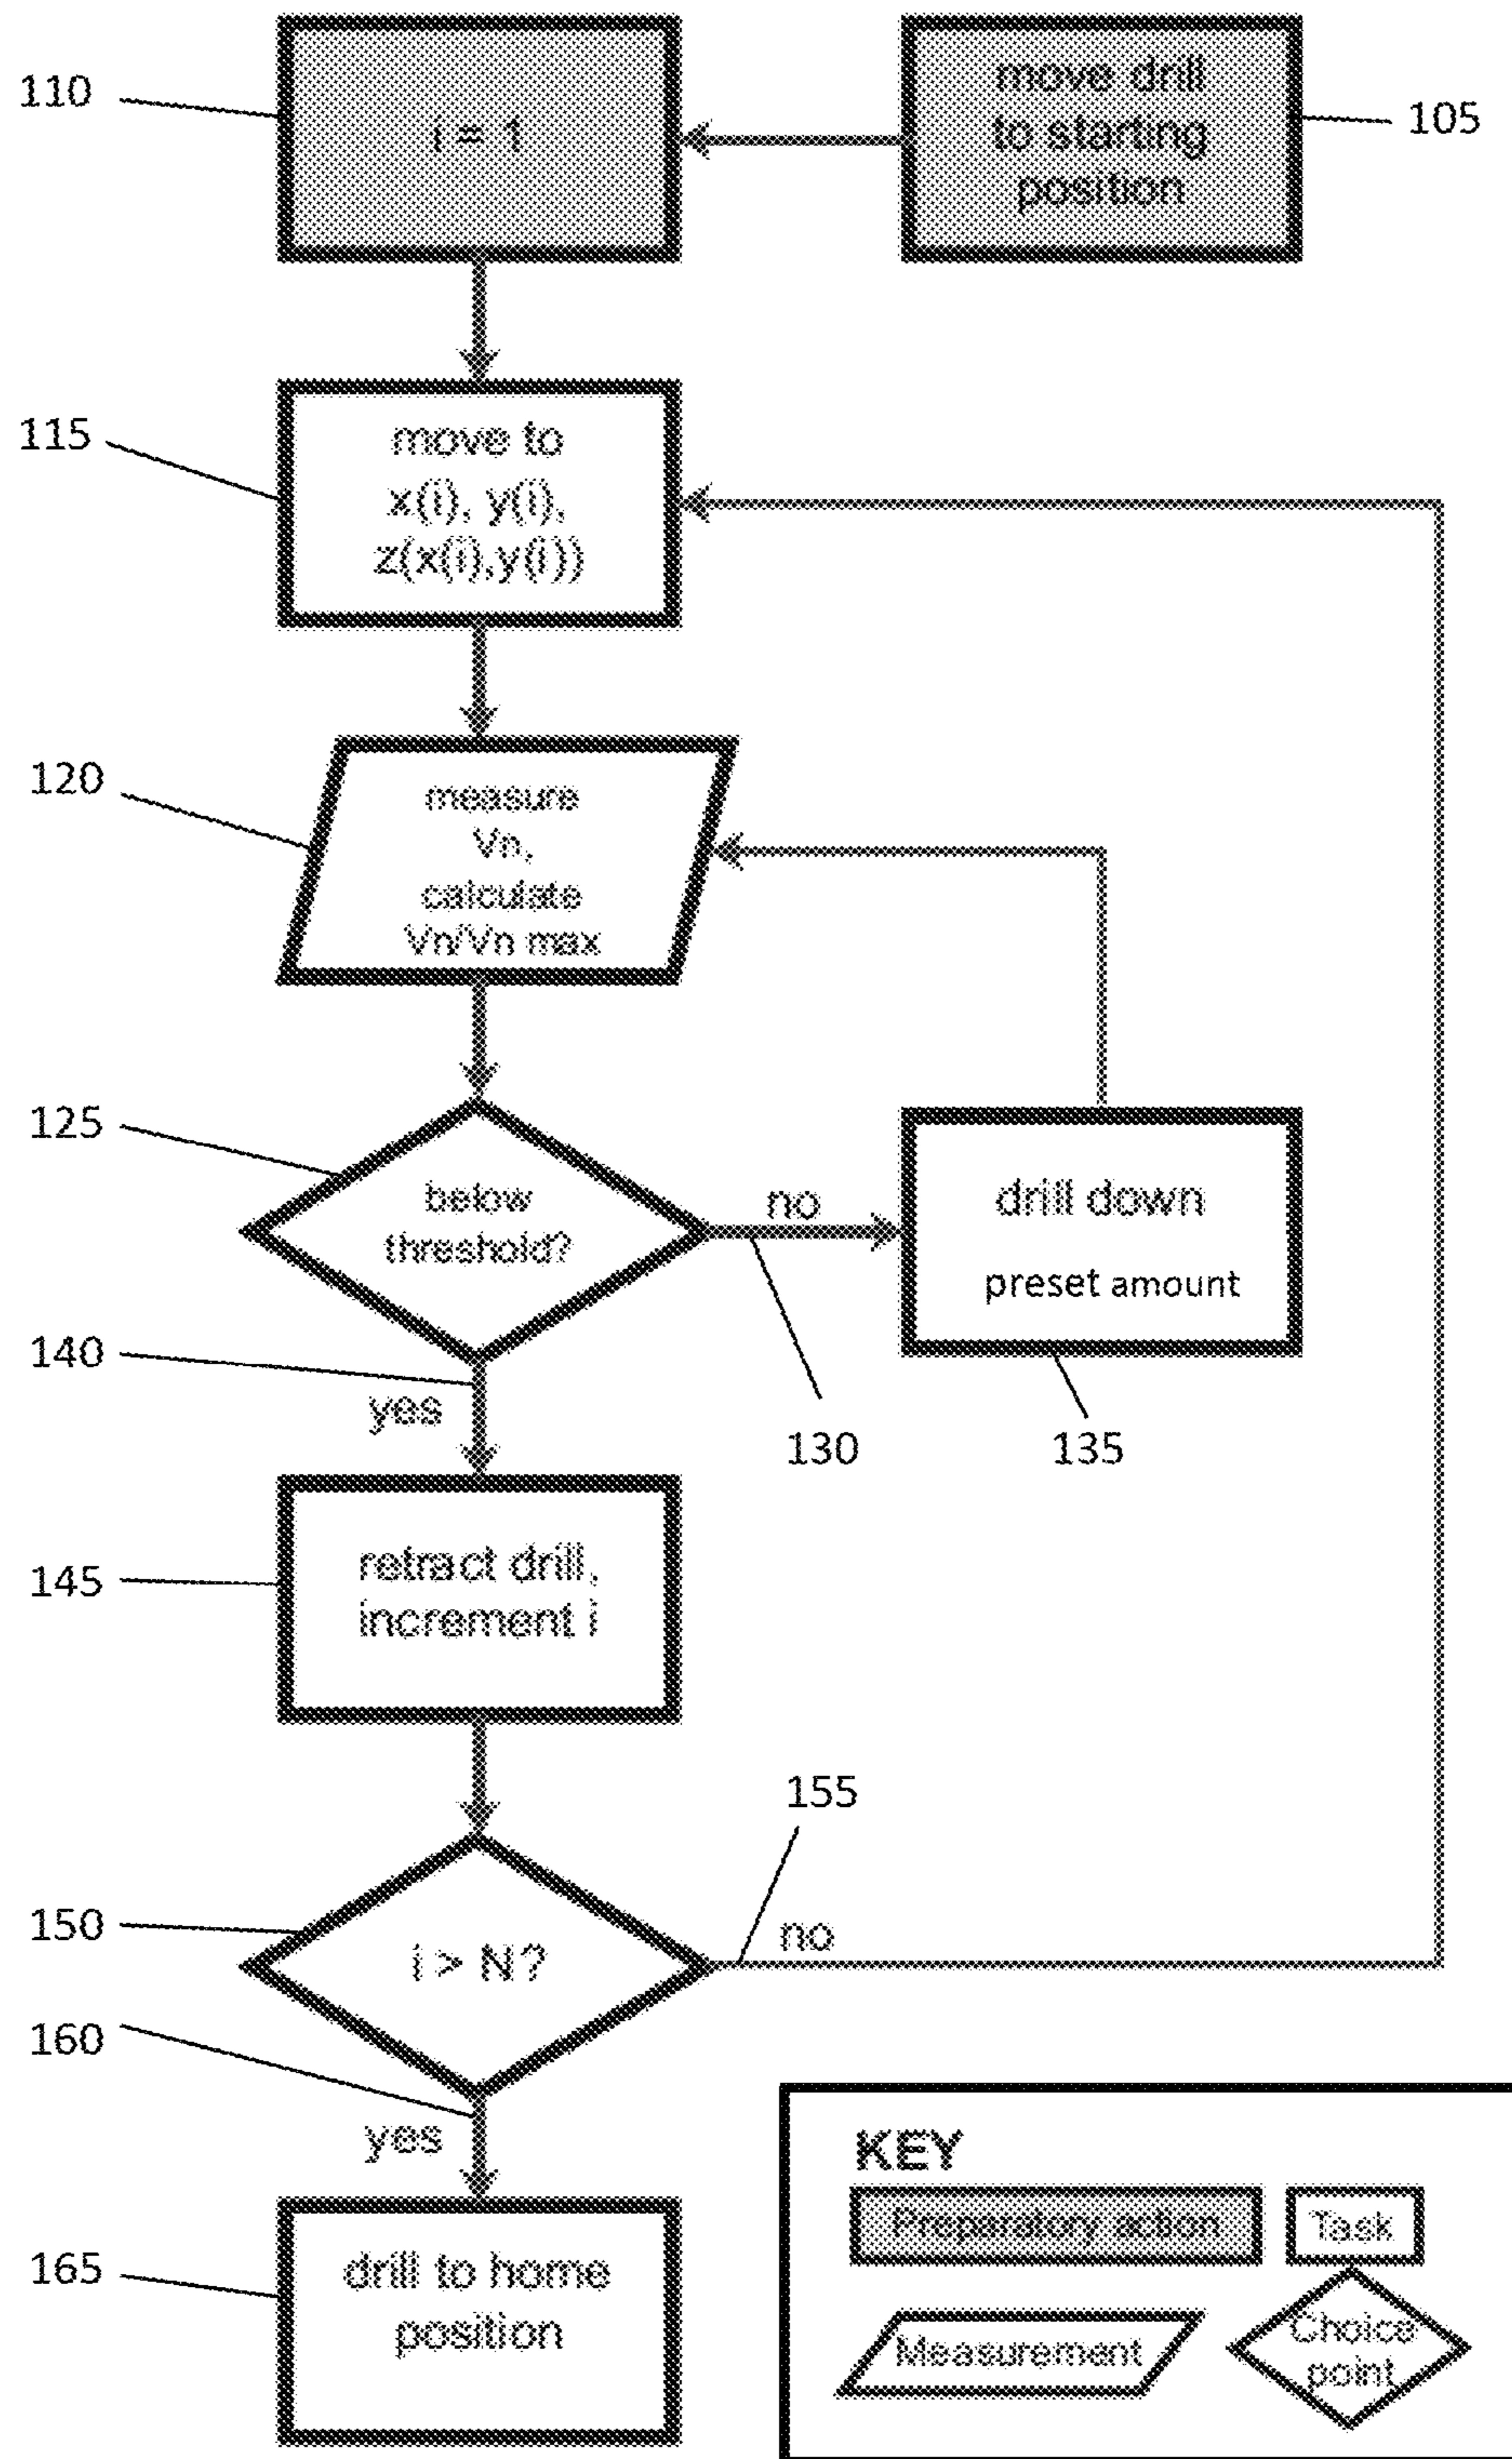 110
i = 1
move drill
to starting
position
105
115
move to
x(i), y(i),
z(x(i),y(i))
120
measure
Vn,
calculate
Vn/Vn max
125
below
threshold?
no
drill down
preset amount
130
135
140
yes
145
retract drill,
increment i
150
i > N?
155
no
160
yes
165
drill to home
position
KEY
Preparatory action
Task
Measurement
Choice
point